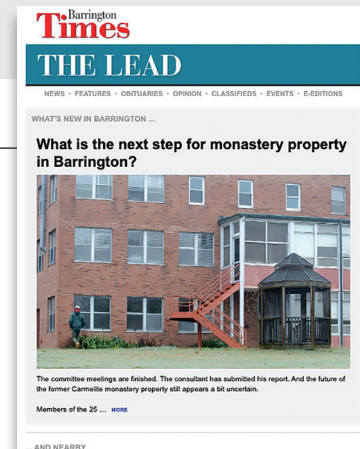 Barrington
Times
THE LEAD
NEWS • FEATURES • OBITUARIES • OPINION • CLASSIFIEDS • EVENTS • E-EDITIONS
WHAT'S NEW IN BARRINGTON ...
What is the next step for monastery property
in Barrington?
The committee meetings are finished. The consultant has submitted his report. And the future of
the former Carmelite monastery property still appears a bit uncertain.
Members of the 25 ... MORE
AND NEARBY